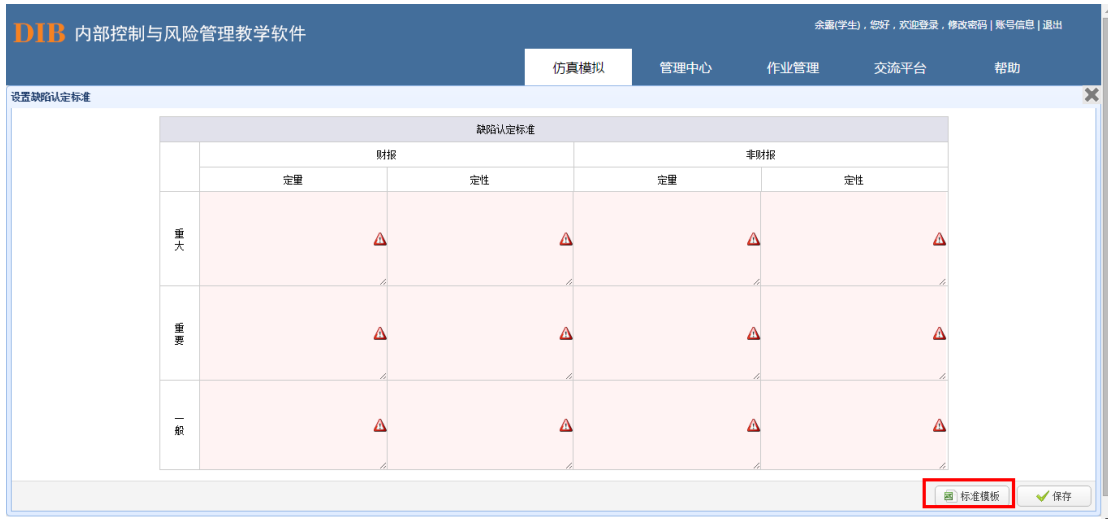 余震(学生)，您好，欢迎登录，修改密码 | 账号信息 | 退出
DIB 内部控制与风险管理教学软件
仿真模拟 管理中心 作业管理 交流平台 帮助
设置缺陷认定标准
缺陷认定标准
财报 非财报
定量 定性 定量 定性
重大
重要
一般
标准模板 保存